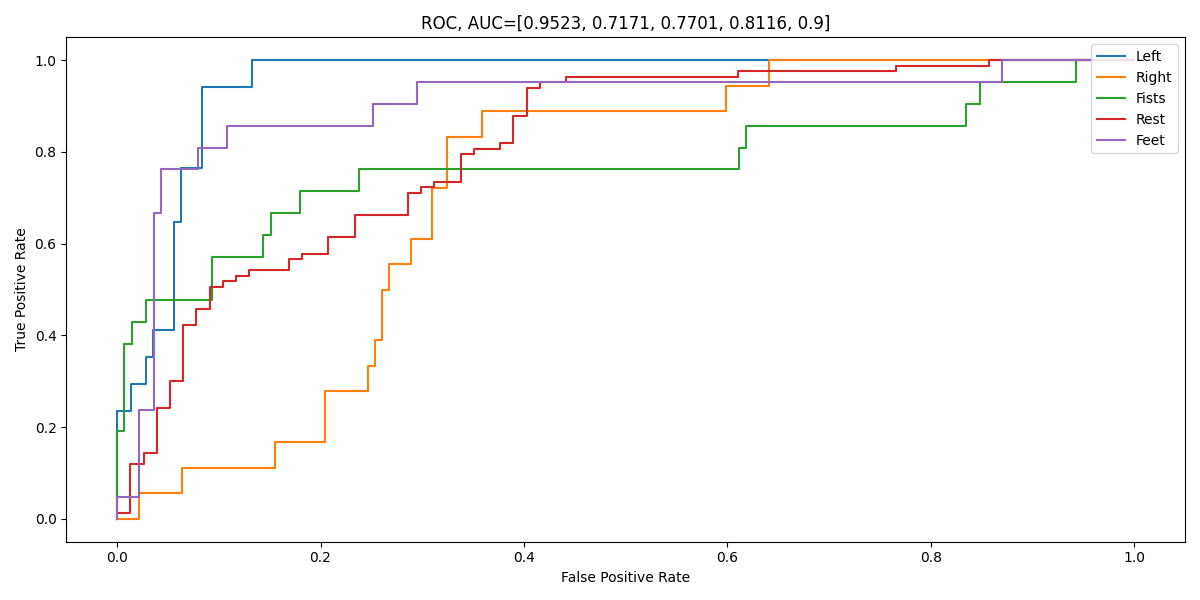 ROC, AUC=[0.9523, 0.7171, 0.7701, 0.8116, 0.9]
True Positive Rate
1.0
0.8
0.6
0.4
0.2
0.0
Left
Right
Fists
Rest
Feet
0.0 0.2 0.4 0.6 0.8 1.0
False Positive Rate